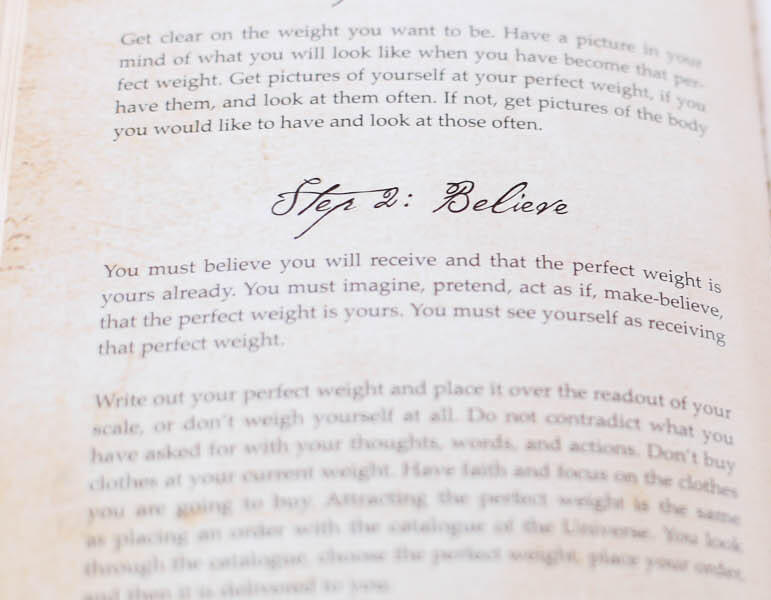 Get clear on the weight you want to be. Have a picture in your
mind of what you will look like when you have become that per-
fect weight. Get pictures of yourself at your perfect weight, if you
have them, and look at them often. If not, get pictures of the body
you would like to have and look at those often.
Step 2: Believe
You must believe you will receive and that the perfect weight is
yours already. You must imagine, pretend, act as if, make-believe,
that the perfect weight is yours. You must see yourself as receiving
that perfect weight.
Write out your perfect weight and place it over the readout of your
scale, or don't weigh yourself at all. Do not contradict what you
have asked for with your thoughts, words, and actions. Don't buy
clothes at your current weight. Have faith and focus on the clothes
you are going to buy. Attracting the perfect weight is the same
as placing an order with the catalogue of the Universe. You look
through the catalogue, choose the perfect weight, place your order,
and then it is delivered to you.